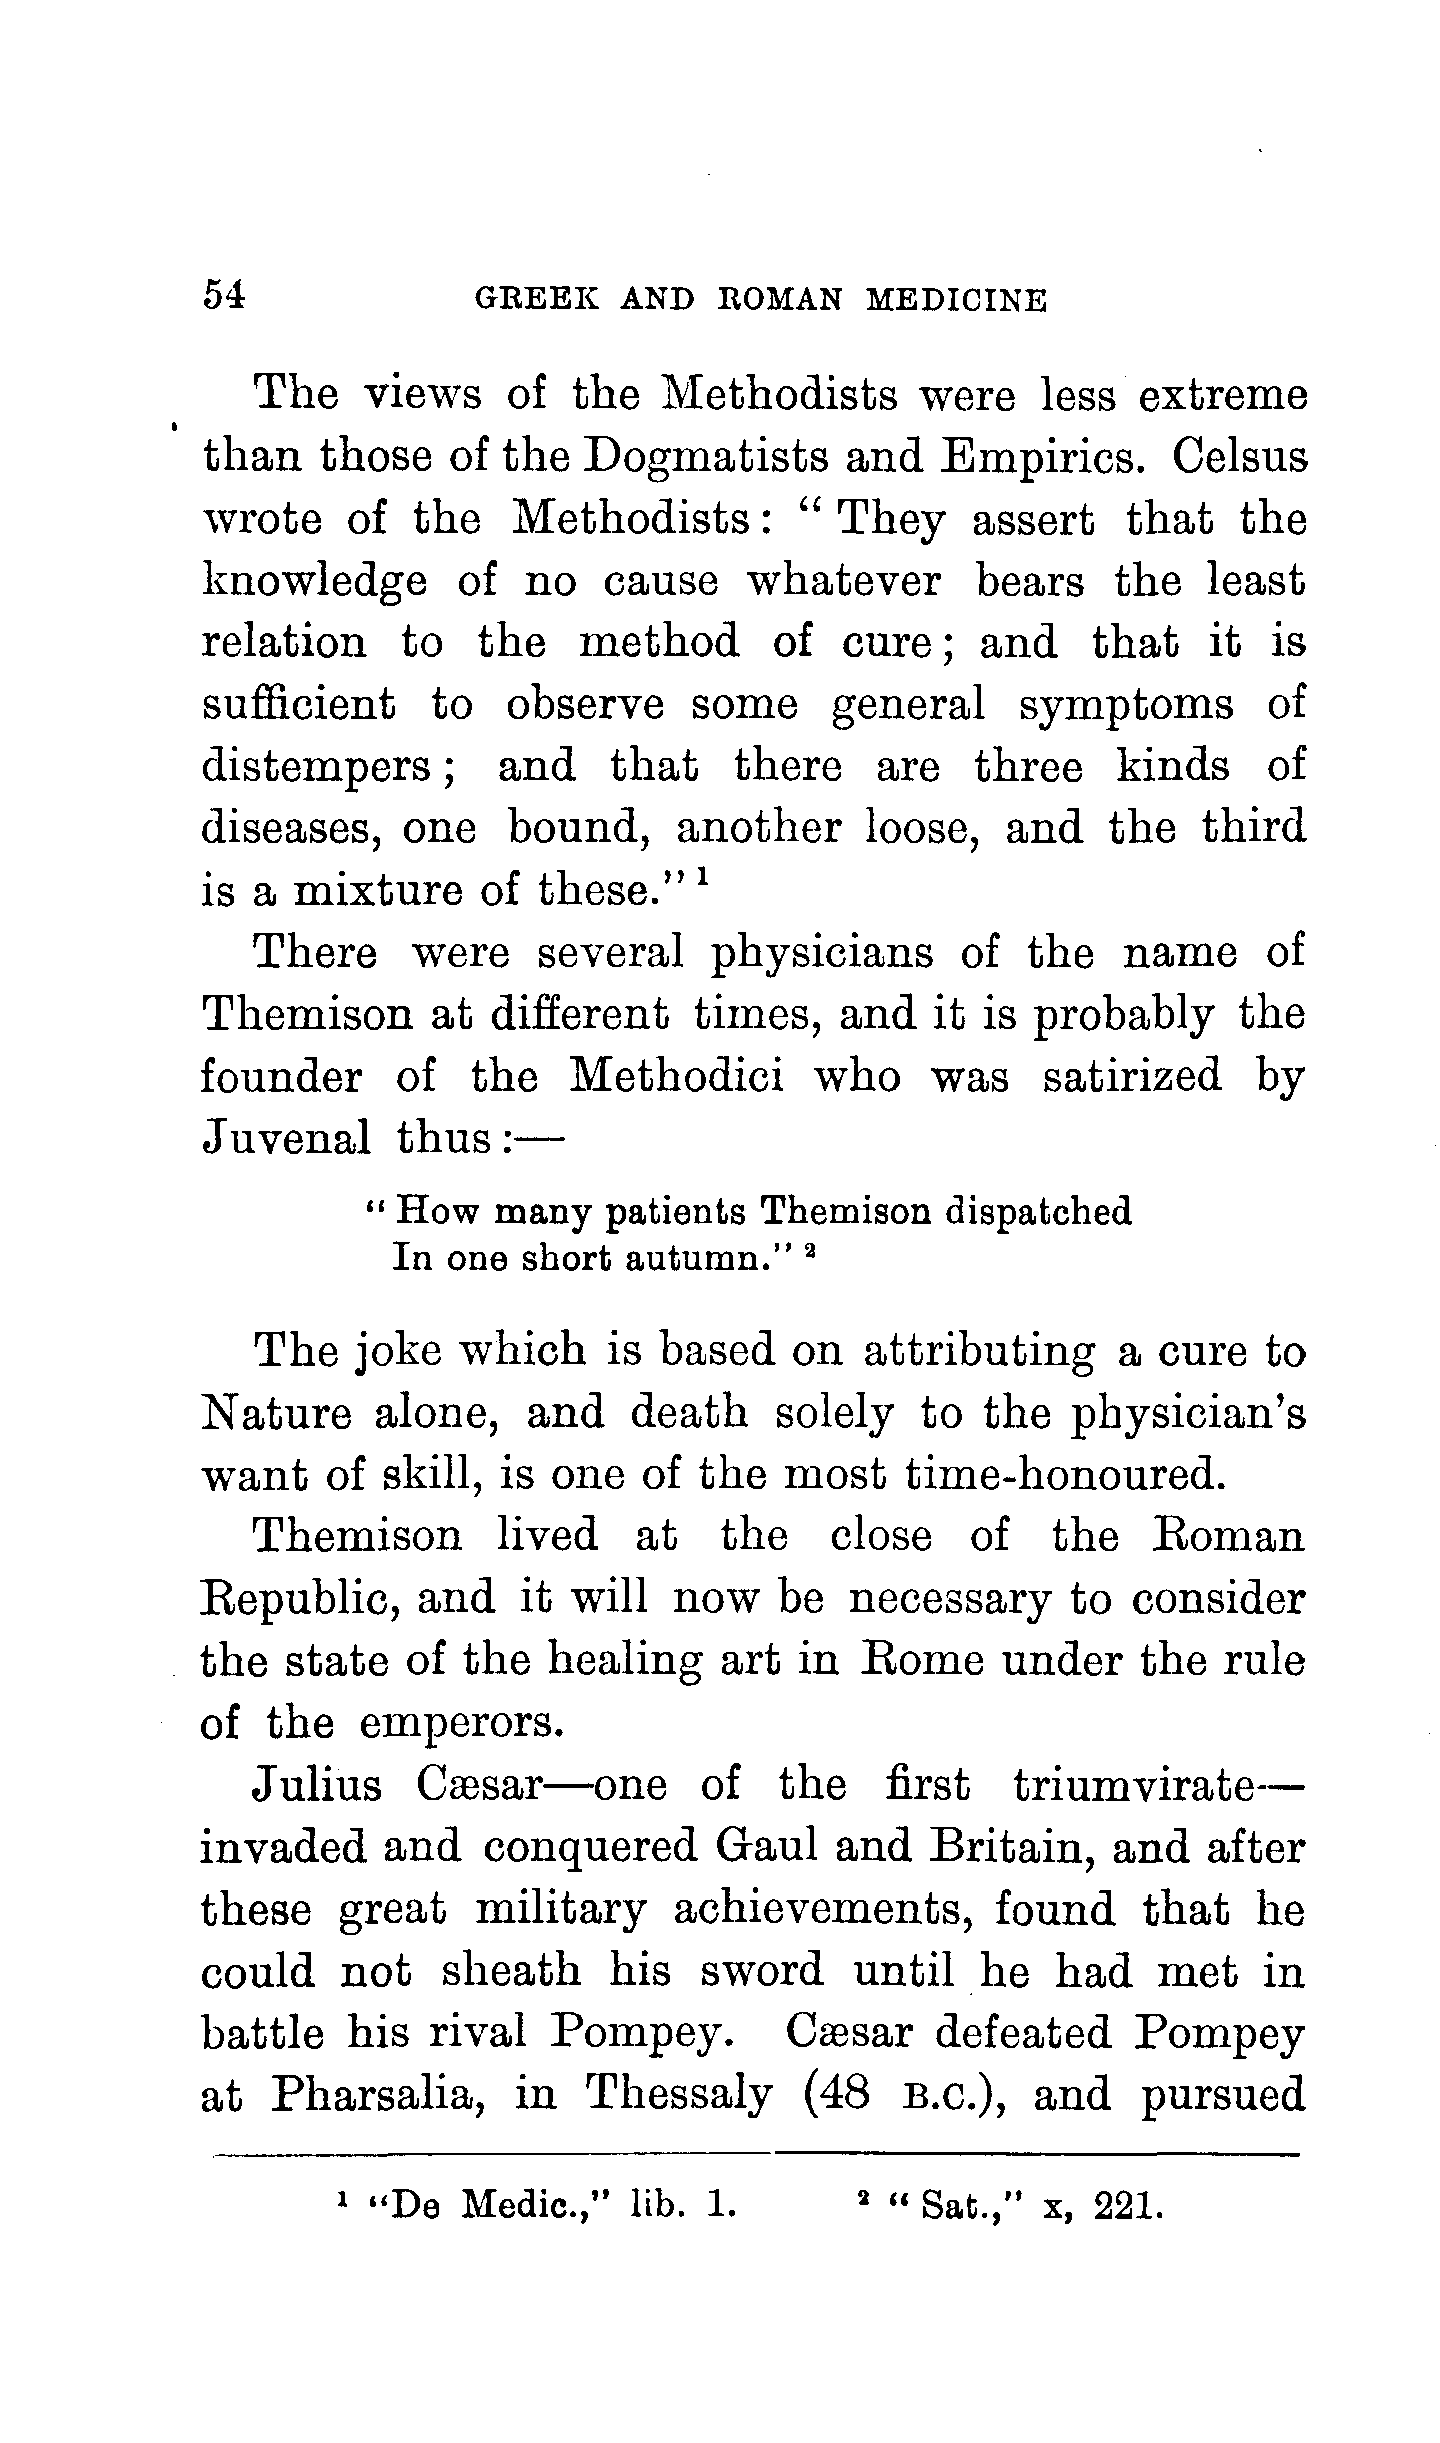 54 GREEK AND ROMAN MEDICINE
The views of the Methodists were less extreme
than those of the Dogmatists and Empirics. Celsus
wrote of the Methodists: “ They assert that the
knowledge of no cause whatever bears the least
relation to the method of cure; and that it is
sufficient to observe some general symptoms of
distempers; and that there are three kinds of
diseases, one bound, another loose, and the third
is a mixture of these.” ¹
There were several physicians of the name of
Themison at different times, and it is probably the
founder of the Methodici who was satirized by
Juvenal thus :—
“ How many patients Themison dispatched
In one short autumn.” ²
The joke which is based on attributing a cure to
Nature alone, and death solely to the physician’s
want of skill, is one of the most time-honoured.
Themison lived at the close of the Roman
Republic, and it will now be necessary to consider
the state of the healing art in Rome under the rule
of the emperors.
Julius Cæsar—one of the first triumvirate—
invaded and conquered Gaul and Britain, and after
these great military achievements, found that he
could not sheath his sword until he had met in
battle his rival Pompey. Cæsar defeated Pompey
at Pharsalia, in Thessaly (48 B.C.), and pursued
¹ “De Medic.,” lib. 1. ² “ Sat.,” x, 221.